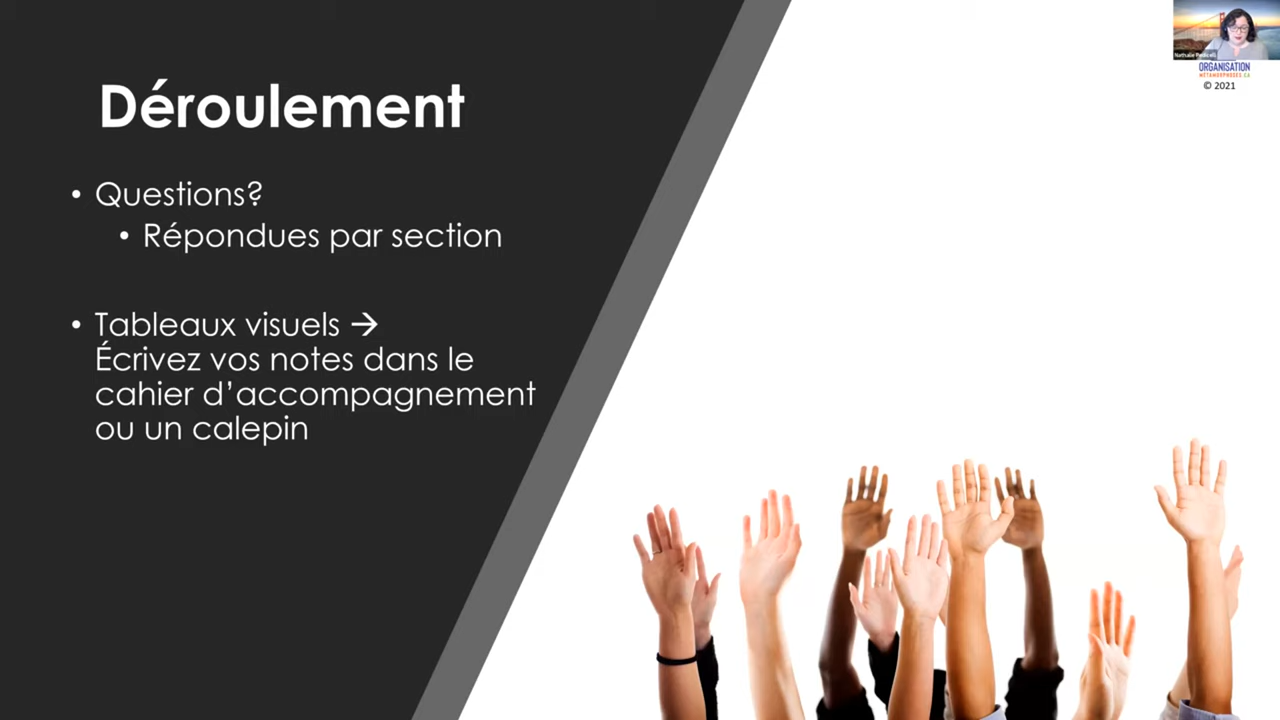 Déroulement
• Questions?
• Répondues par section
• Tableaux visuels →
Écrivez vos notes dans le
cahier d’accompagnement
ou un calepin
Nathalie
ORGANISATION
MÉTAMORPHOSES.CA
© 2021